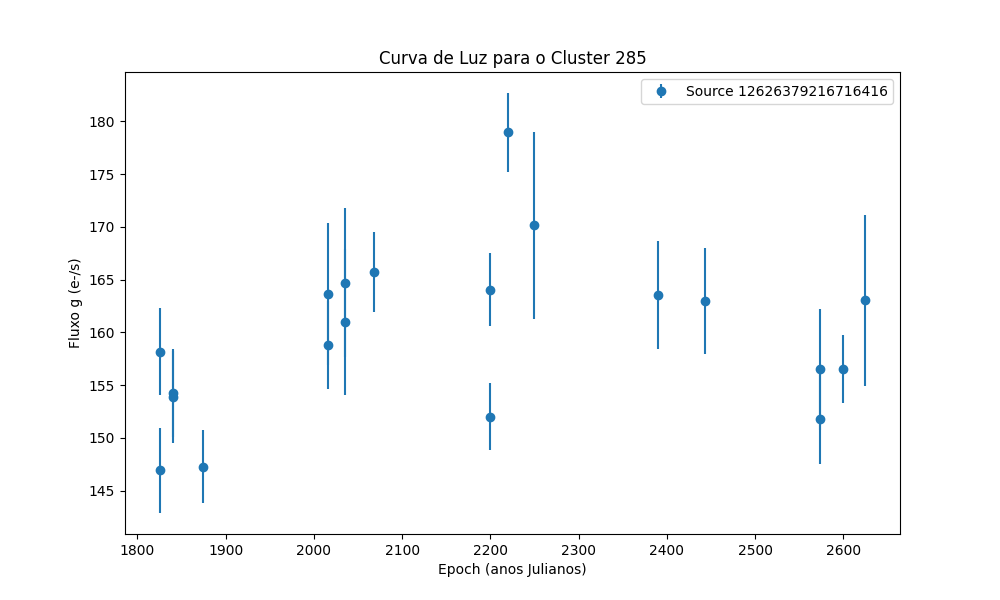 Curva de Luz para o Cluster 285
Source 12626379216716416
Fluxo g (e-/s)
180
175
170
165
160
155
150
145
1800 1900 2000 2100 2200 2300 2400 2500 2600
Epoch (anos Julianos)